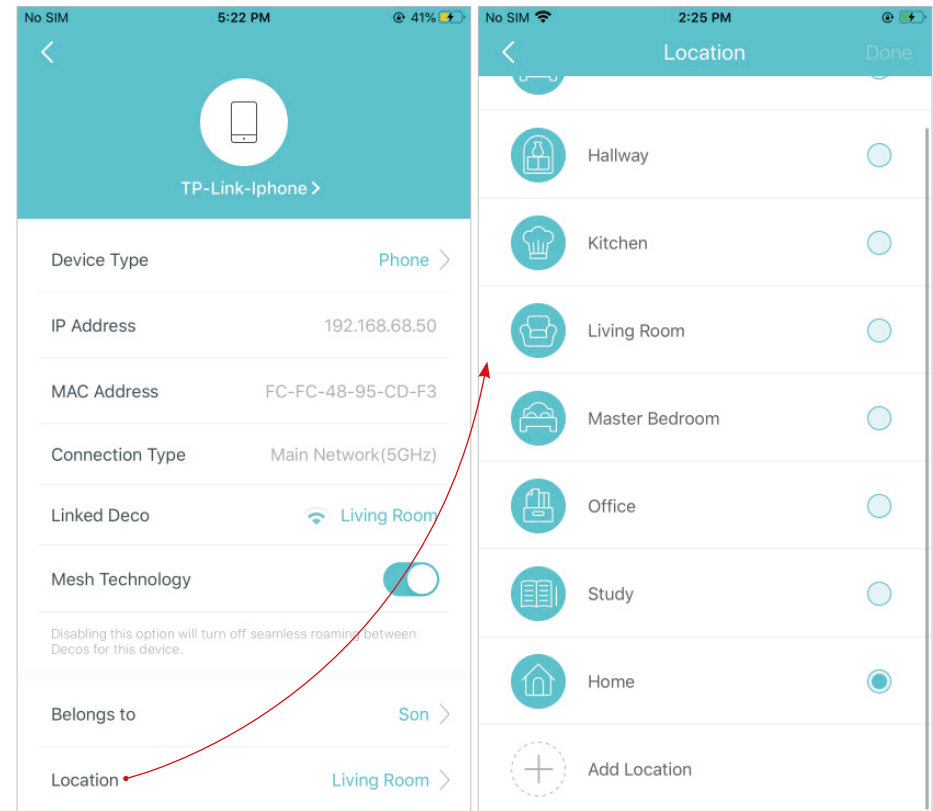 No SIM 5:22 PM 41%
TP-Link-Iphone
Device Type Phone
IP Address 192.168.68.50
MAC Address FC-FC-48-95-CD-F3
Connection Type Main Network(5GHz)
Linked Deco Living Room
Mesh Technology
Disabling this option will turn off seamless roaming between
Decos for this device.
Belongs to Son
Location Living Room
No SIM 2:25 PM
Location Done
Hallway
Kitchen
Living Room
Master Bedroom
Office
Study
Home
Add Location